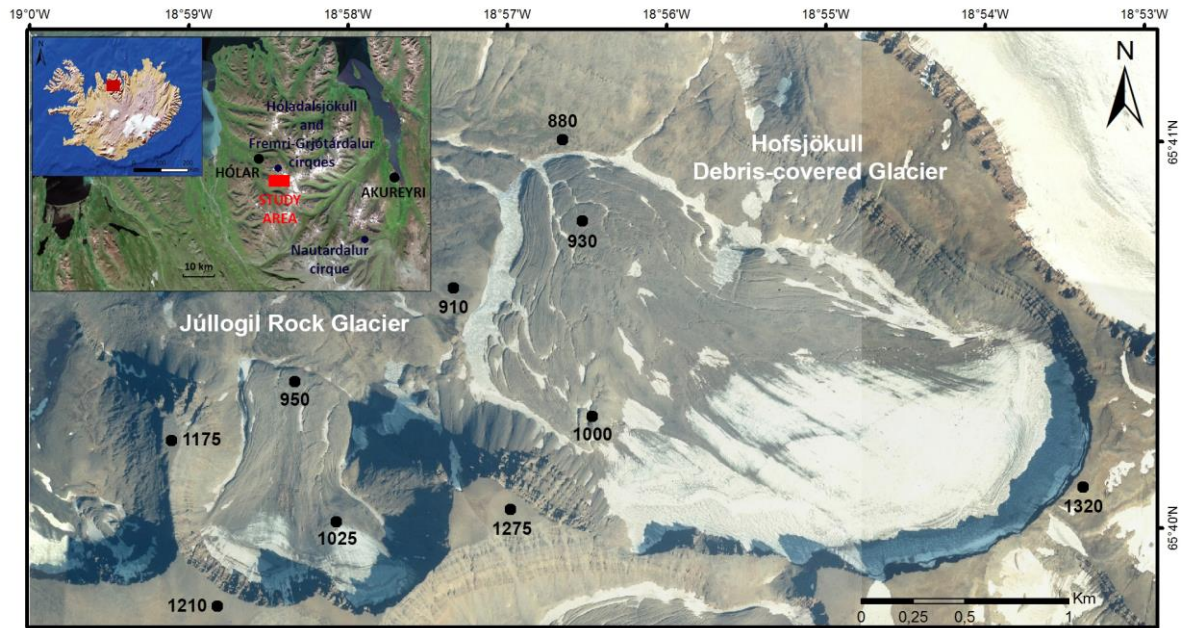 19°00'W
18°59'W
18°58'W
18°57'W
18°56'W
18°55'W
18°54'W
18°53'W
N
Hóladalsjökull
and
Fremri-Grjótárdalur
cirques
HÓLAR
AKUREYRI
STUDY
AREA
Nautárdalur
cirque
10 km
N
65°41'N
65°40'N
880
Hofsjökull
Debris-covered Glacier
930
910
Júllogil Rock Glacier
950
1175
1000
1025
1275
1320
1210
Km
0 0,25 0,5 1